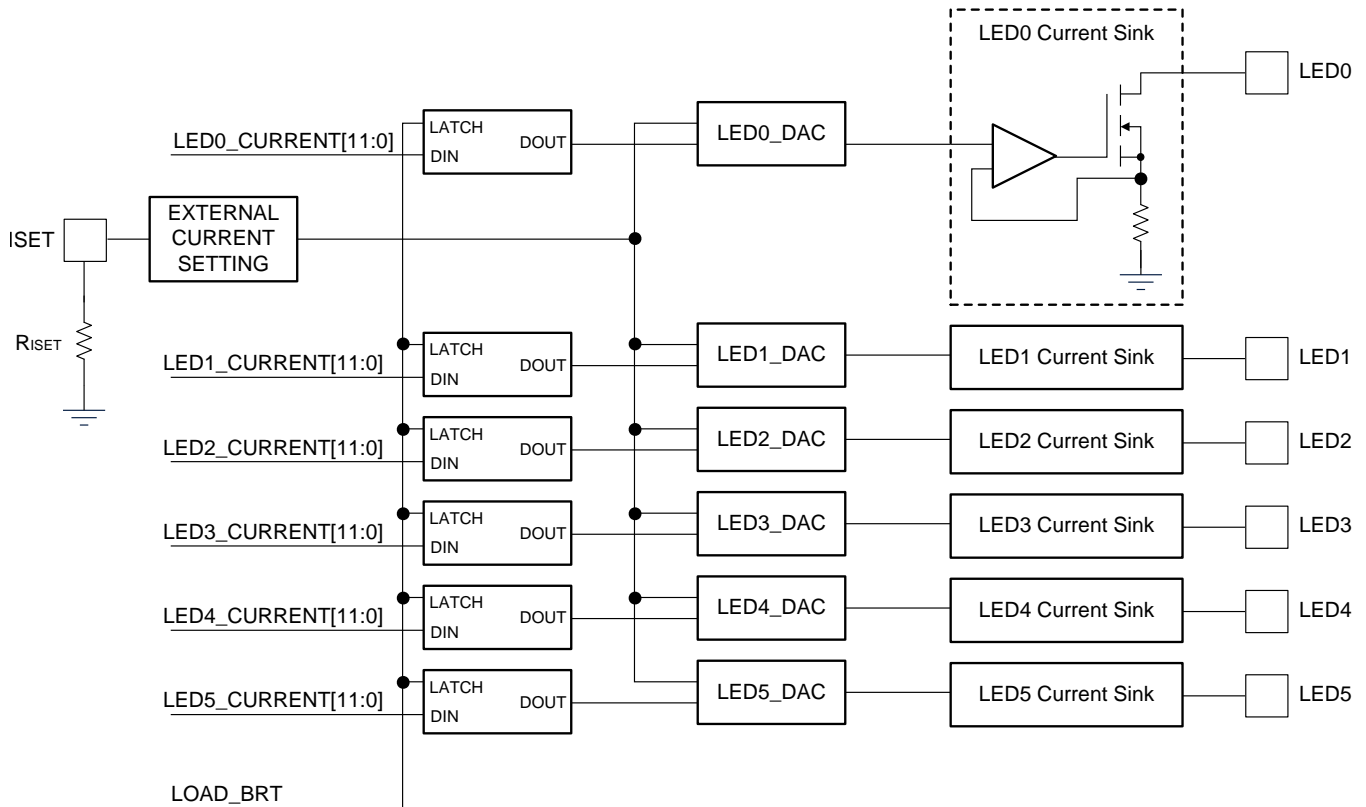 LED0 Current Sink
LED0
LED0_CURRENT[11:0]
LATCH
DIN
DOUT
LED0_DAC
ISET
EXTERNAL
CURRENT
SETTING
RISET
LED1_CURRENT[11:0]
LATCH
DIN
DOUT
LED1_DAC
LED1 Current Sink
LED1
LED2_CURRENT[11:0]
LATCH
DIN
DOUT
LED2_DAC
LED2 Current Sink
LED2
LED3_CURRENT[11:0]
LATCH
DIN
DOUT
LED3_DAC
LED3 Current Sink
LED3
LED4_CURRENT[11:0]
LATCH
DIN
DOUT
LED4_DAC
LED4 Current Sink
LED4
LED5_CURRENT[11:0]
LATCH
DIN
DOUT
LED5_DAC
LED5 Current Sink
LED5
LOAD_BRT